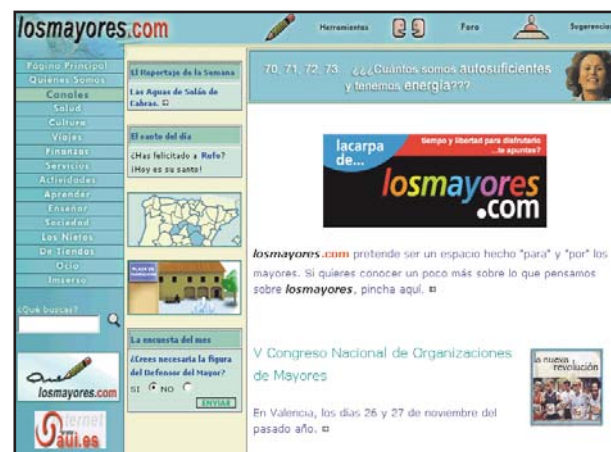 losmayores.com
Herramientas
Foro
Sugerencias
Página Principal
Quiénes Somos
Canales
Salud
Cultura
Viajes
Finanzas
Servicios
Actividades
Aprender
Enseñar
Sociedad
Los Nietos
De Tiendas
Ocio
Imserso
¿Qué buscas?
losmayores.com
El Reportaje de la Semana
Las Aguas de Solán de
Cabras.
El santo del día
¿Has felicitado a Rufo?
¡Hoy es su santo!
La encuesta del mes
¿Crees necesaria la figura
del Defensor del Mayor?
SI NO
ENVIAR
70, 71, 72, 73. ¿¿¿Cuántos somos autosuficientes
y tenemos energía???
lacarpa
de...
tiempo y libertad para disfrutarlo
...te apuntas?
losmayores
.com
losmayores.com pretende ser un espacio hecho "para" y "por" los
mayores. Si quieres conocer un poco más sobre lo que pensamos
sobre losmayores, pincha aquí.
V Congreso Nacional de Organizaciones
de Mayores
En Valencia, los días 26 y 27 de noviembre del
pasado año.
la nueva
revolución